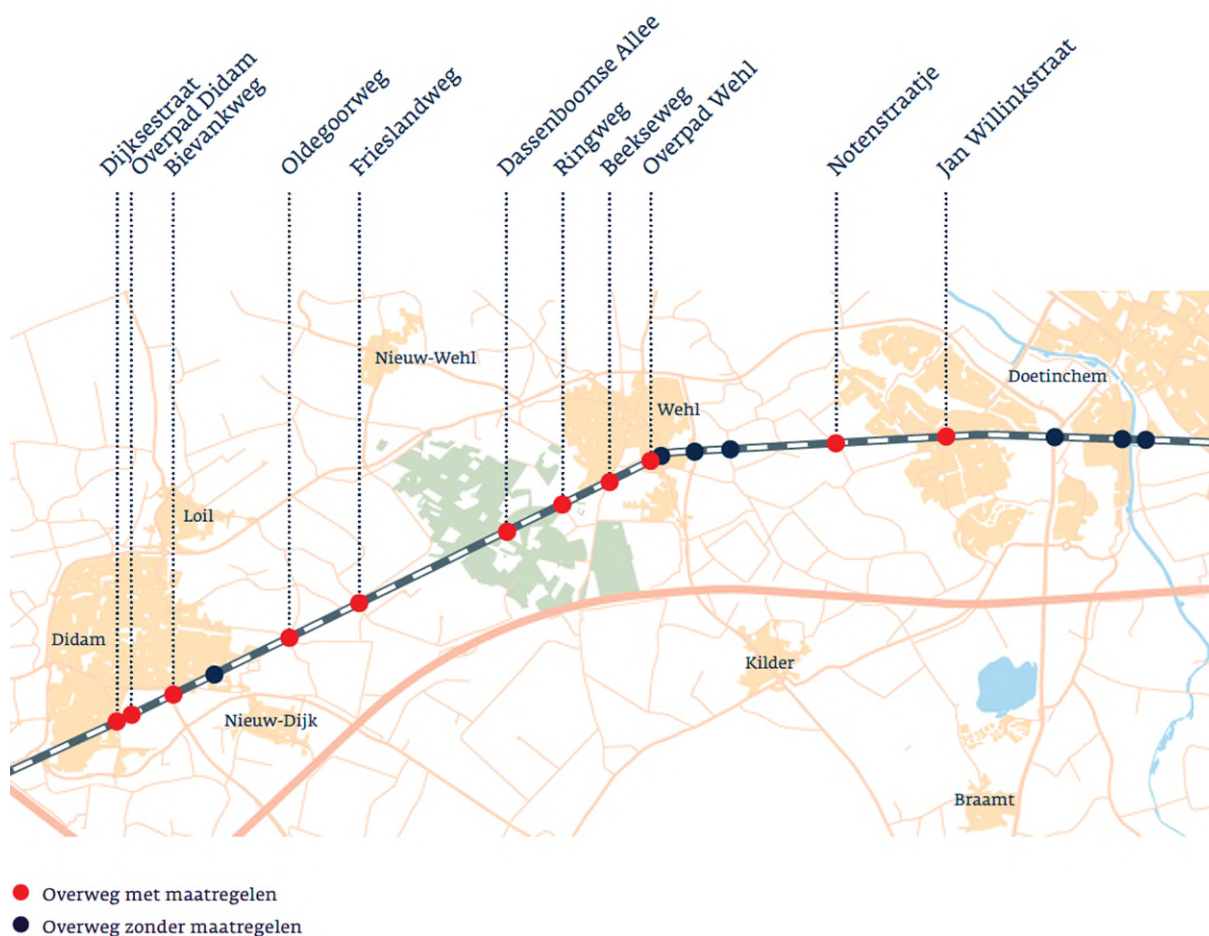 Dijksestraat
Overpad Didam
Bievankweg
Oldegoorweg
Frieslandweg
Dassenboomse Allee
Ringweg
Beekseweg
Overpad Wehl
Notenstraatje
Jan Willinkstraat
Nieuw-Wehl
Doetinchem
Wehl
Loil
Didam
Kilder
Nieuw-Dijk
Braamt
Overweg met maatregelen
Overweg zonder maatregelen